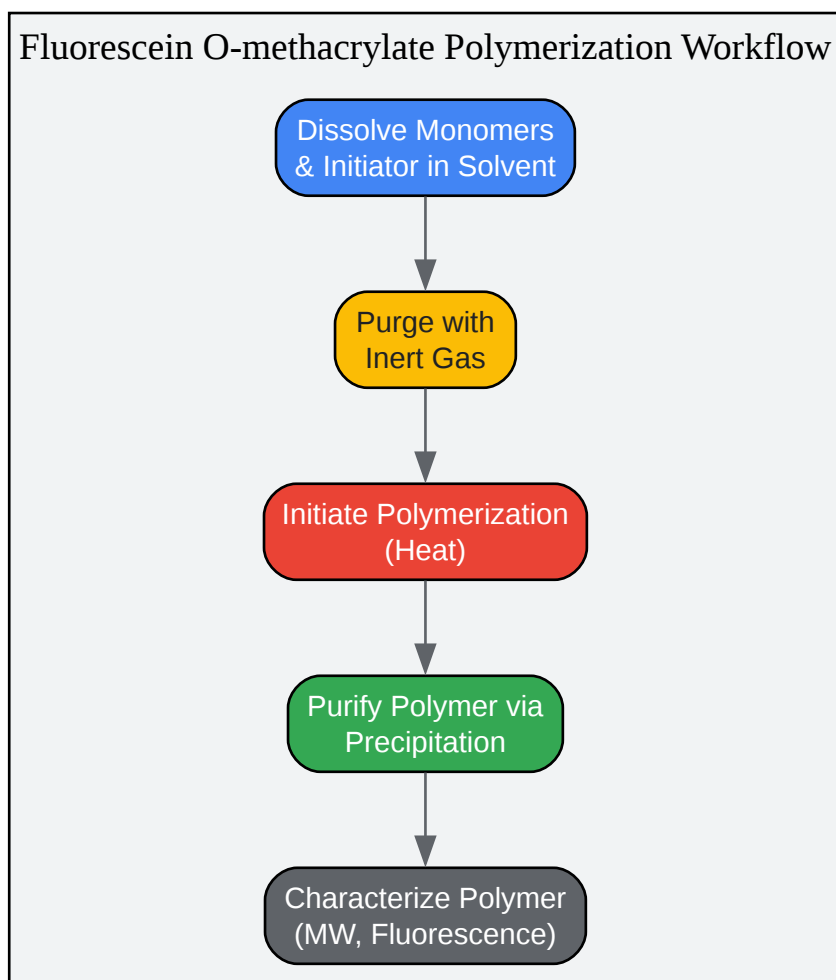 Fluorescein O-methacrylate Polymerization Workflow
Dissolve Monomers
& Initiator in Solvent
Purge with
Inert Gas
Initiate Polymerization
(Heat)
Purify Polymer via
Precipitation
Characterize Polymer
(MW, Fluorescence)